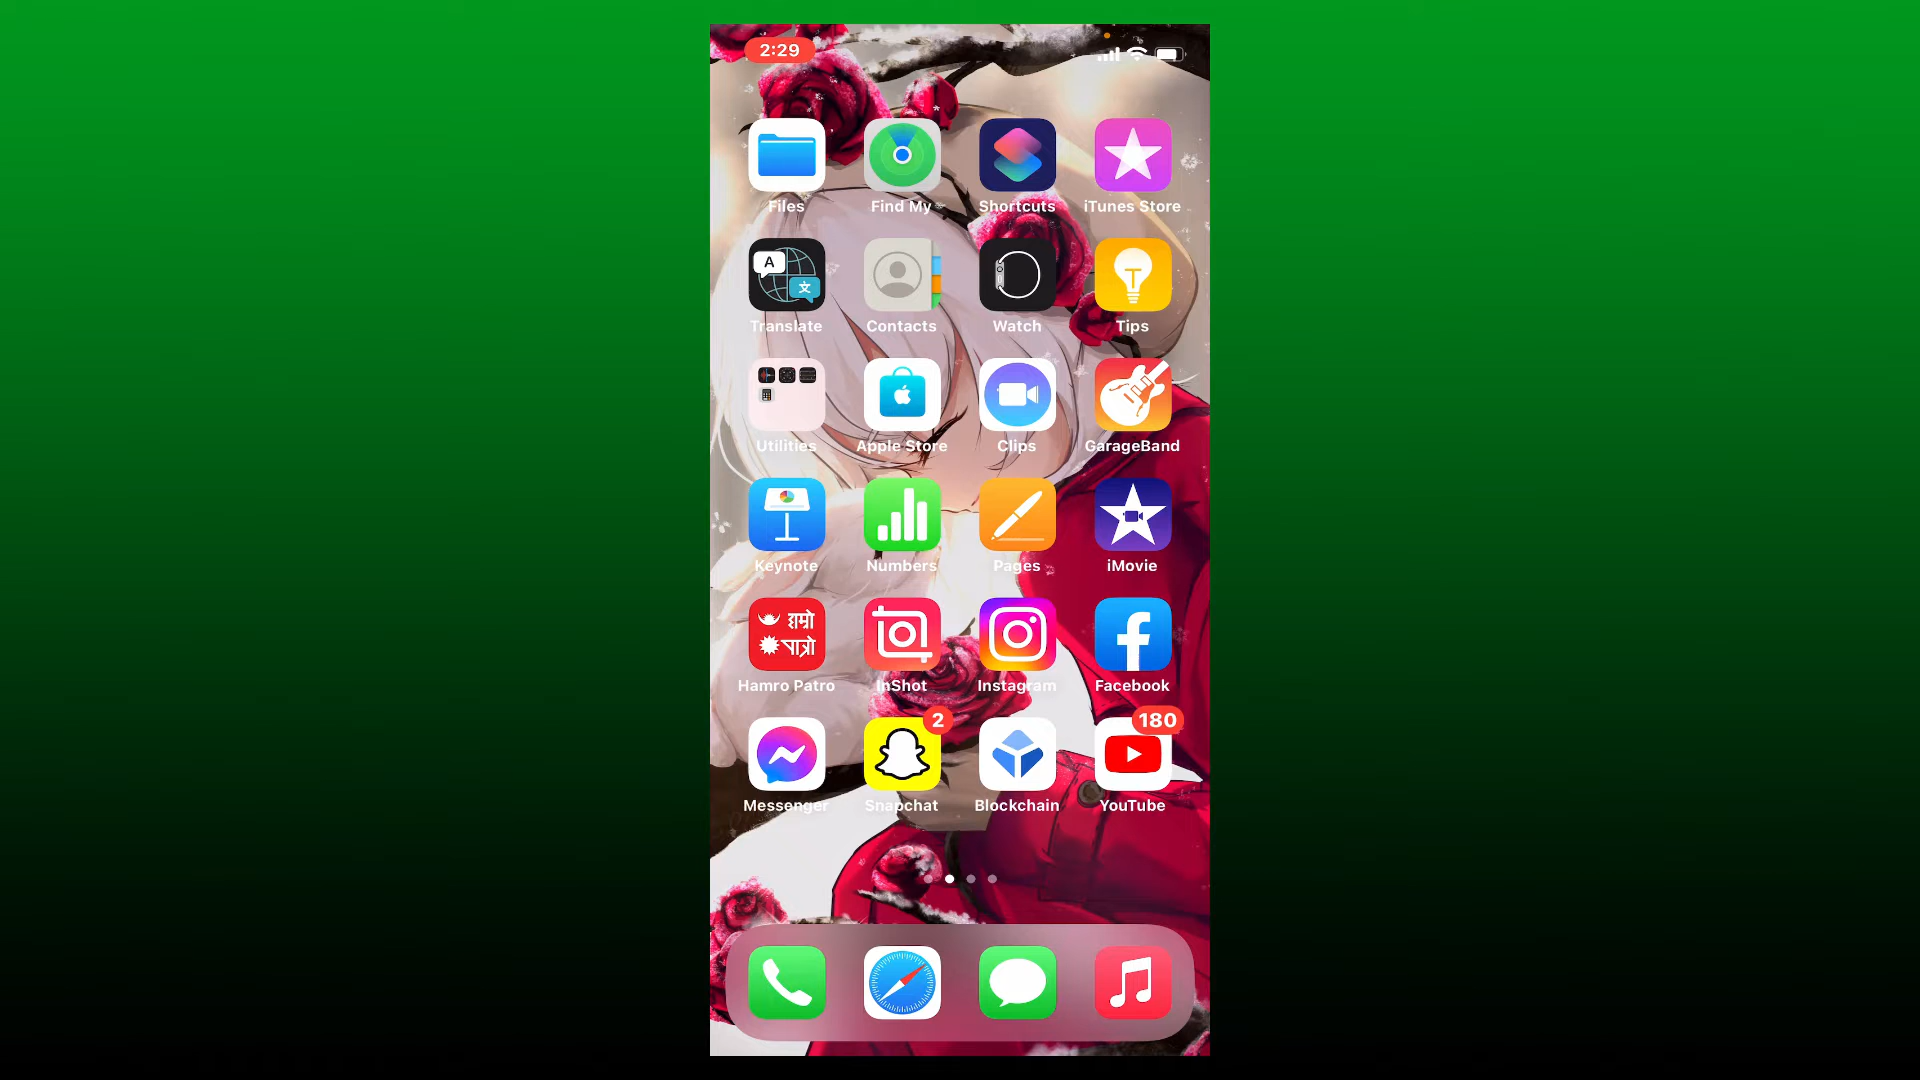 2:29
Files
Find My
Shortcuts
iTunes Store
A
文
Translate
Contacts
Watch
Tips
Utilities
Apple Store
Clips
GarageBand
Keynote
Numbers
Pages
iMovie
हाम्रो
पात्रो
Hamro Patro
InShot
Instagram
Facebook
2
180
Messenger
Snapchat
Blockchain
YouTube